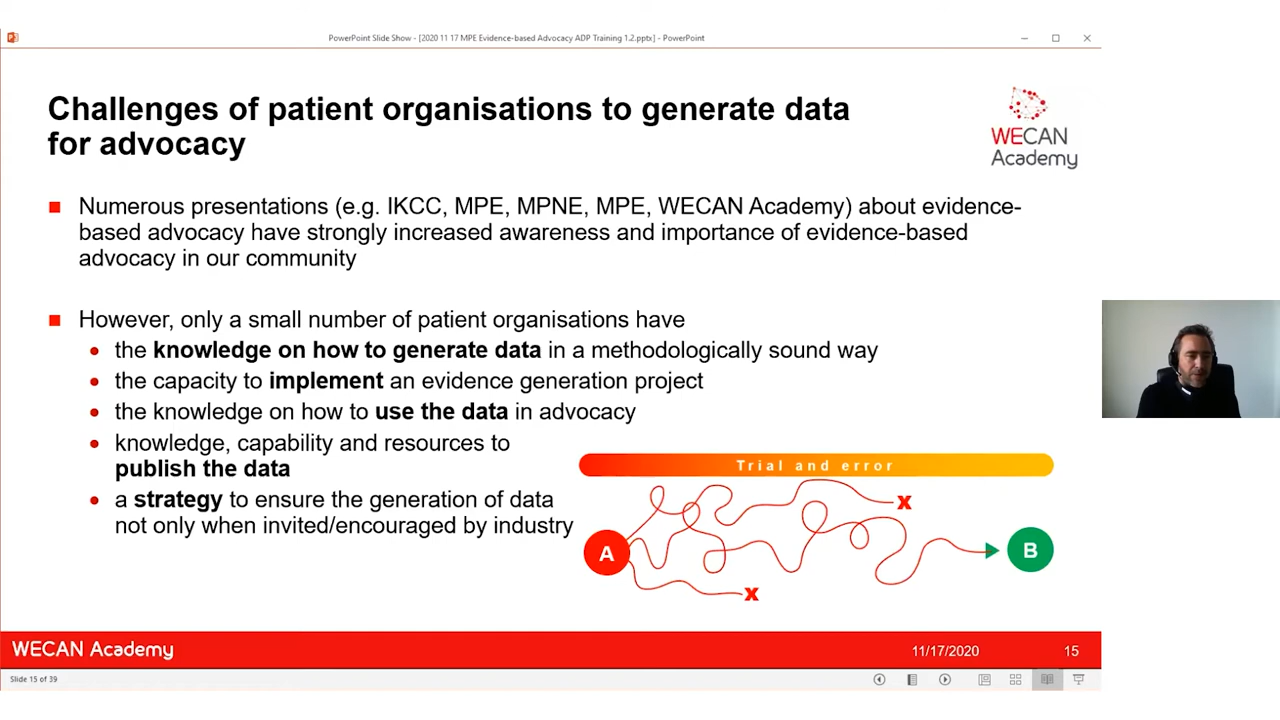 PowerPoint Slide Show - [2020 11 17 MPE Evidence-based Advocacy ADP Training 1.2.pptx] - PowerPoint
Challenges of patient organisations to generate data
for advocacy
WECAN
Academy
Numerous presentations (e.g. IKCC, MPE, MPNE, MPE, WECAN Academy) about evidence-
based advocacy have strongly increased awareness and importance of evidence-based
advocacy in our community
However, only a small number of patient organisations have
the knowledge on how to generate data in a methodologically sound way
the capacity to implement an evidence generation project
the knowledge on how to use the data in advocacy
knowledge, capability and resources to
publish the data
a strategy to ensure the generation of data
not only when invited/encouraged by industry
Trial and error
X
A
B
X
WECAN Academy
11/17/2020
15
Slide 15 of 39